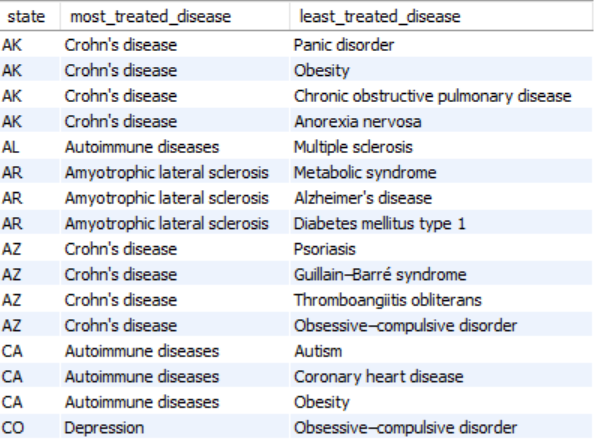 state most_treated_disease least_treated_disease
AK Crohn's disease Panic disorder
AK Crohn's disease Obesity
AK Crohn's disease Chronic obstructive pulmonary disease
AK Crohn's disease Anorexia nervosa
AL Autoimmune diseases Multiple sclerosis
AR Amyotrophic lateral sclerosis Metabolic syndrome
AR Amyotrophic lateral sclerosis Alzheimer's disease
AR Amyotrophic lateral sclerosis Diabetes mellitus type 1
AZ Crohn's disease Psoriasis
AZ Crohn's disease Guillain–Barré syndrome
AZ Crohn's disease Thromboangiitis obliterans
AZ Crohn's disease Obsessive–compulsive disorder
CA Autoimmune diseases Autism
CA Autoimmune diseases Coronary heart disease
CA Autoimmune diseases Obesity
CO Depression Obsessive–compulsive disorder